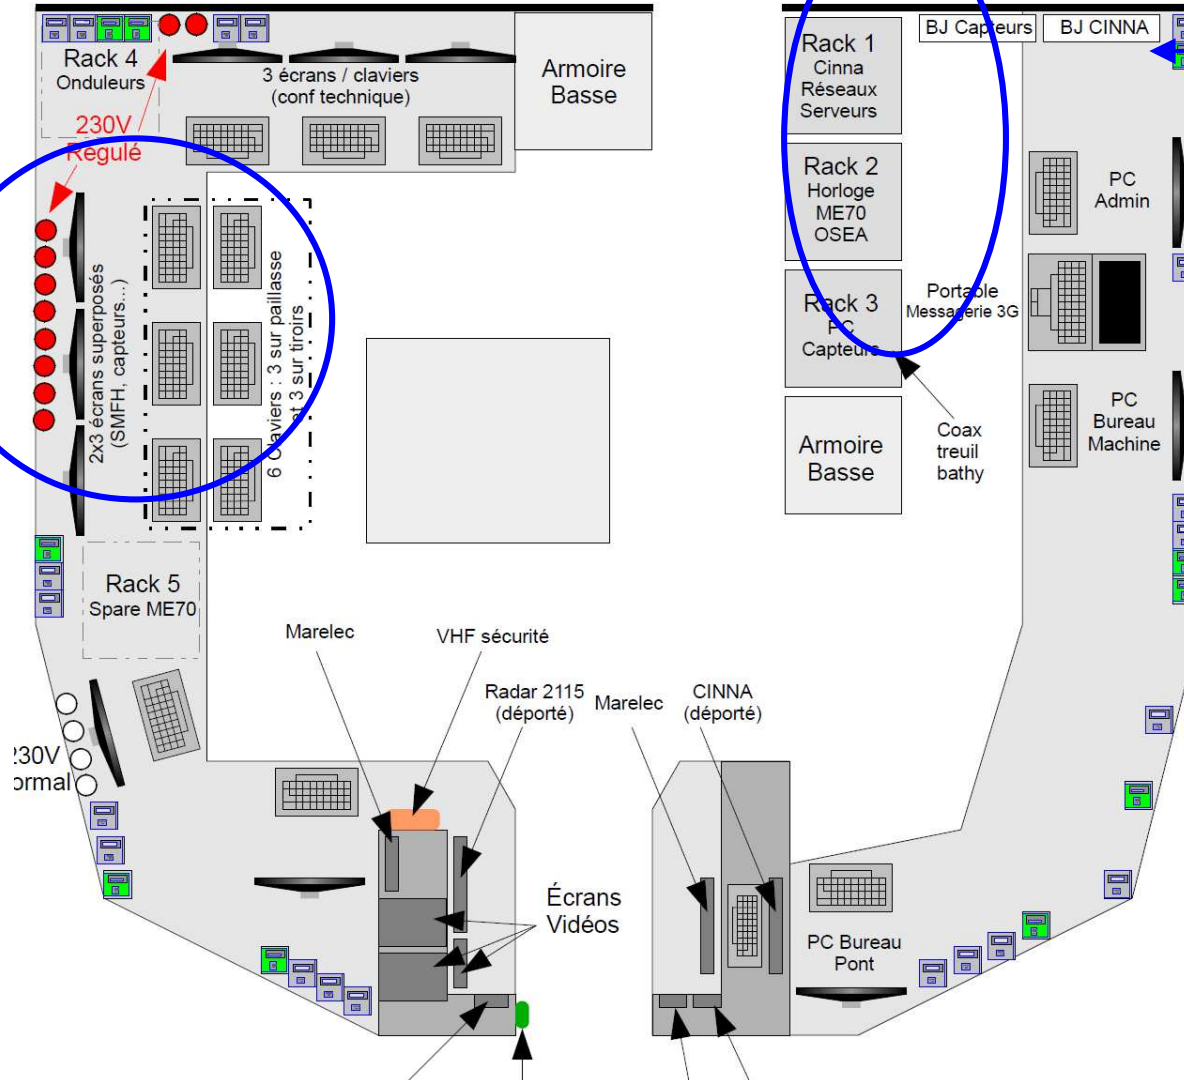 Rack 4
Onduleurs
230V
Régulé
3 écrans / claviers
(conf technique)
Armoire
Basse
Rack 1
Cinna
Réseaux
Serveurs
BJ Capteurs
BJ CINNA
Rack 2
Horloge
ME70
OSEA
PC
Admin
2x3 écrans superposés
(SMFH, capteurs...)
6 Claviers : 3 sur paillasse
et 3 sur tiroirs
Rack 3
PC
Capteurs
Portable
Messagerie 3G
Armoire
Basse
Coax
treuil
bathy
PC
Bureau
Machine
Rack 5
Spare ME70
Marelec
VHF sécurité
Radar 2115
(déporté)
Marelec
CINNA
(déporté)
230V
ormal
Écrans
Vidéos
PC Bureau
Pont